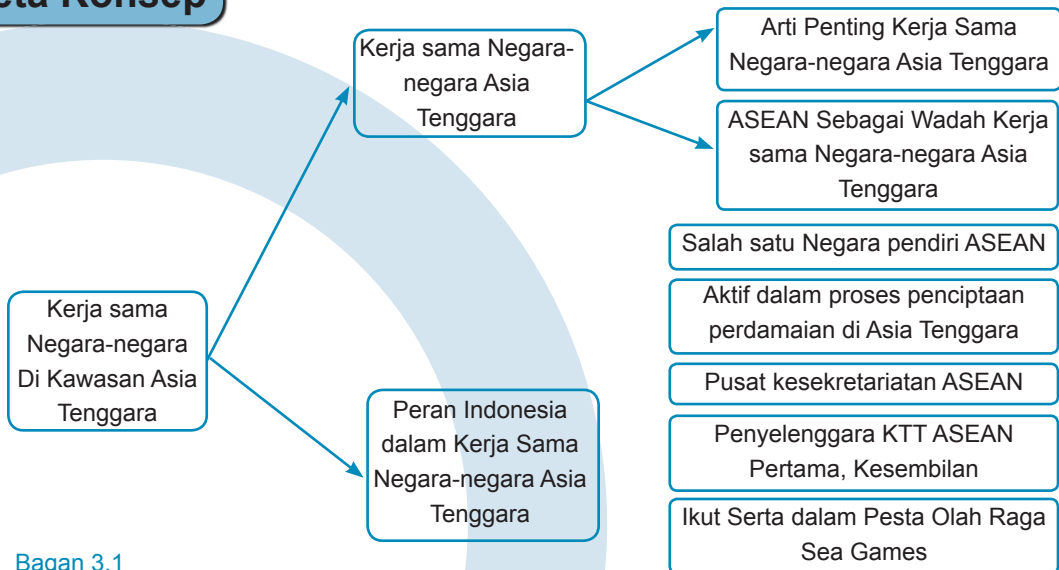 Konsep
Kerja sama Negara-
negara Asia
Tenggara
Arti Penting Kerja Sama
Negara-negara Asia Tenggara
ASEAN Sebagai Wadah Kerja
sama Negara-negara Asia
Tenggara
Kerja sama
Negara-negara
Di Kawasan Asia
Tenggara
Peran Indonesia
dalam Kerja Sama
Negara-negara Asia
Tenggara
Salah satu Negara pendiri ASEAN
Aktif dalam proses penciptaan
perdamaian di Asia Tenggara
Pusat kesekretariatan ASEAN
Penyelenggara KTT ASEAN
Pertama, Kesembilan
Ikut Serta dalam Pesta Olah Raga
Sea Games
Bagan 3.1